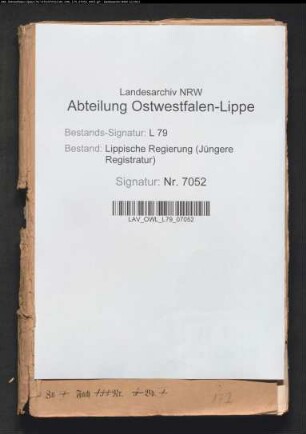 Landesarchiv NRW
Abteilung Ostwestfalen-Lippe
Bestands-Signatur: L 79
Bestand: Lippische Regierung (Jüngere
Registratur)
Signatur: Nr. 7052
LAV_OWL_L79_07052